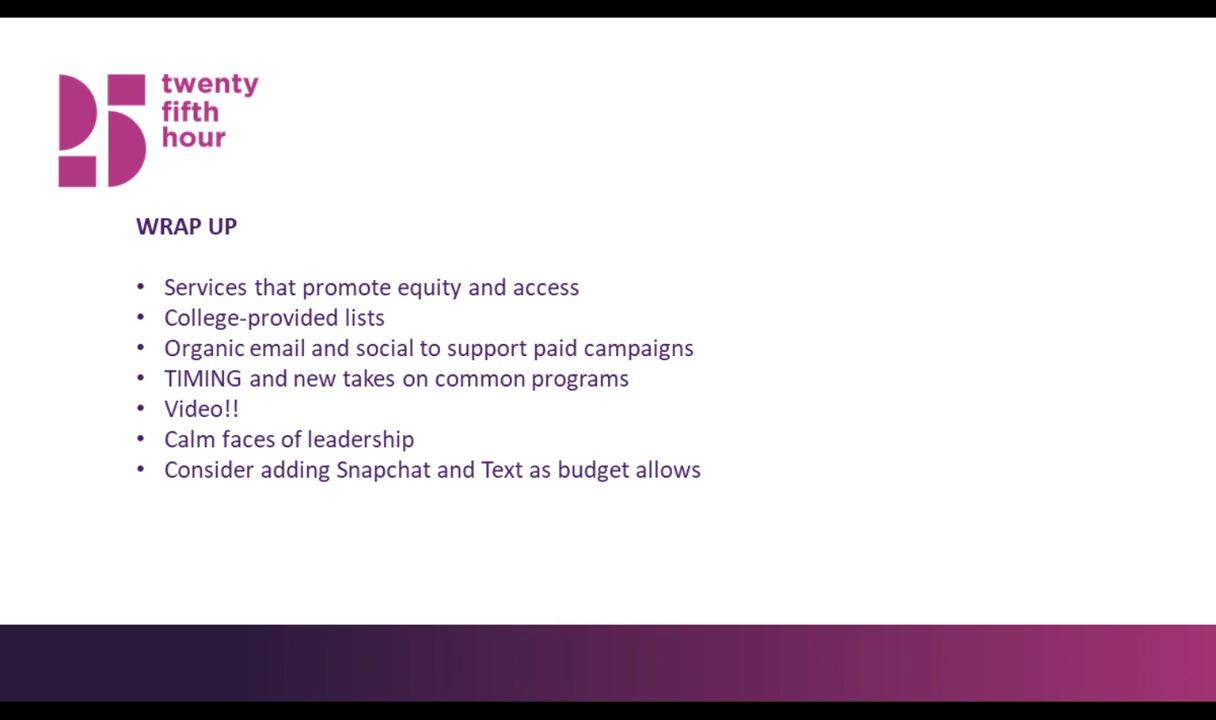 twenty
fifth
hour
WRAP UP
• Services that promote equity and access
• College-provided lists
• Organic email and social to support paid campaigns
• TIMING and new takes on common programs
• Video!!
• Calm faces of leadership
• Consider adding Snapchat and Text as budget allows